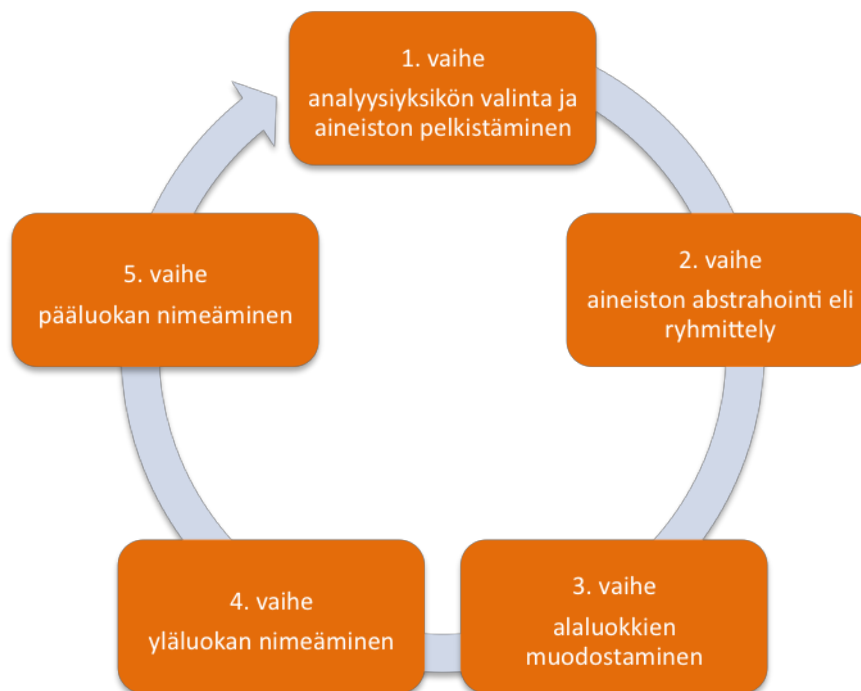 1. vaihe
analyysiyksikön valinta ja
aineiston pelkistäminen
2. vaihe
aineiston abstrahointi eli
ryhmittely
3. vaihe
alaluokkien
muodostaminen
4. vaihe
yläluokan nimeäminen
5. vaihe
pääluokan nimeäminen